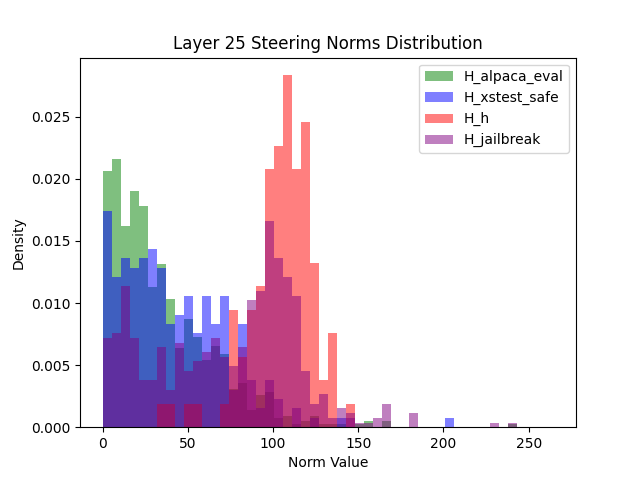 Layer 25 Steering Norms Distribution
H_alpaca_eval
H_xstest_safe
H_h
H_jailbreak
Density
0.025
0.020
0.015
0.010
0.005
0.000
0
50
100
150
200
250
Norm Value